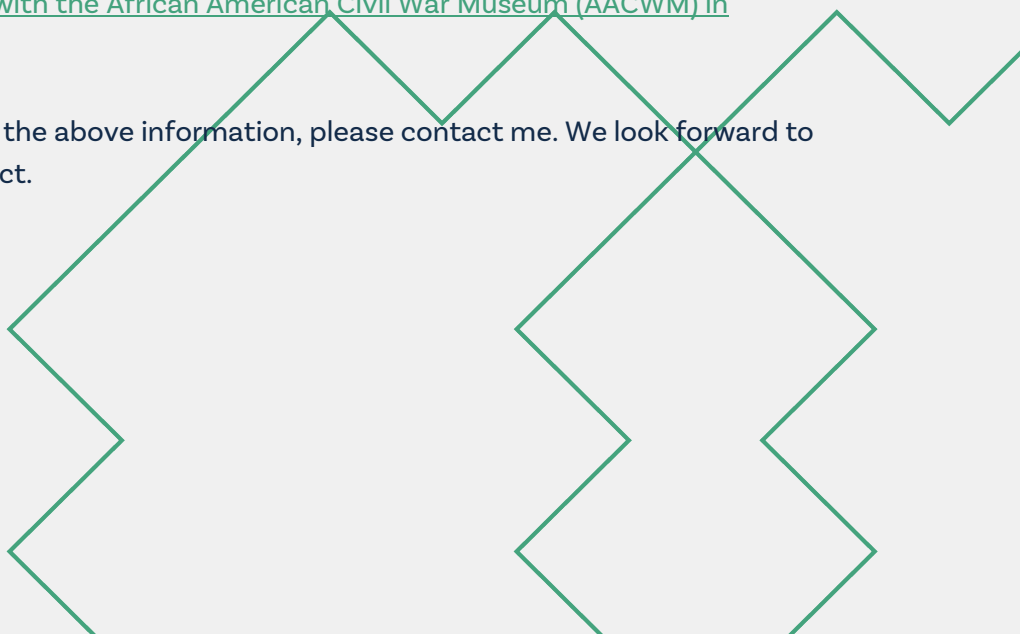 with the African American Civil War Museum (AACWM) in
the above information, please contact me. We look forward to
ct.